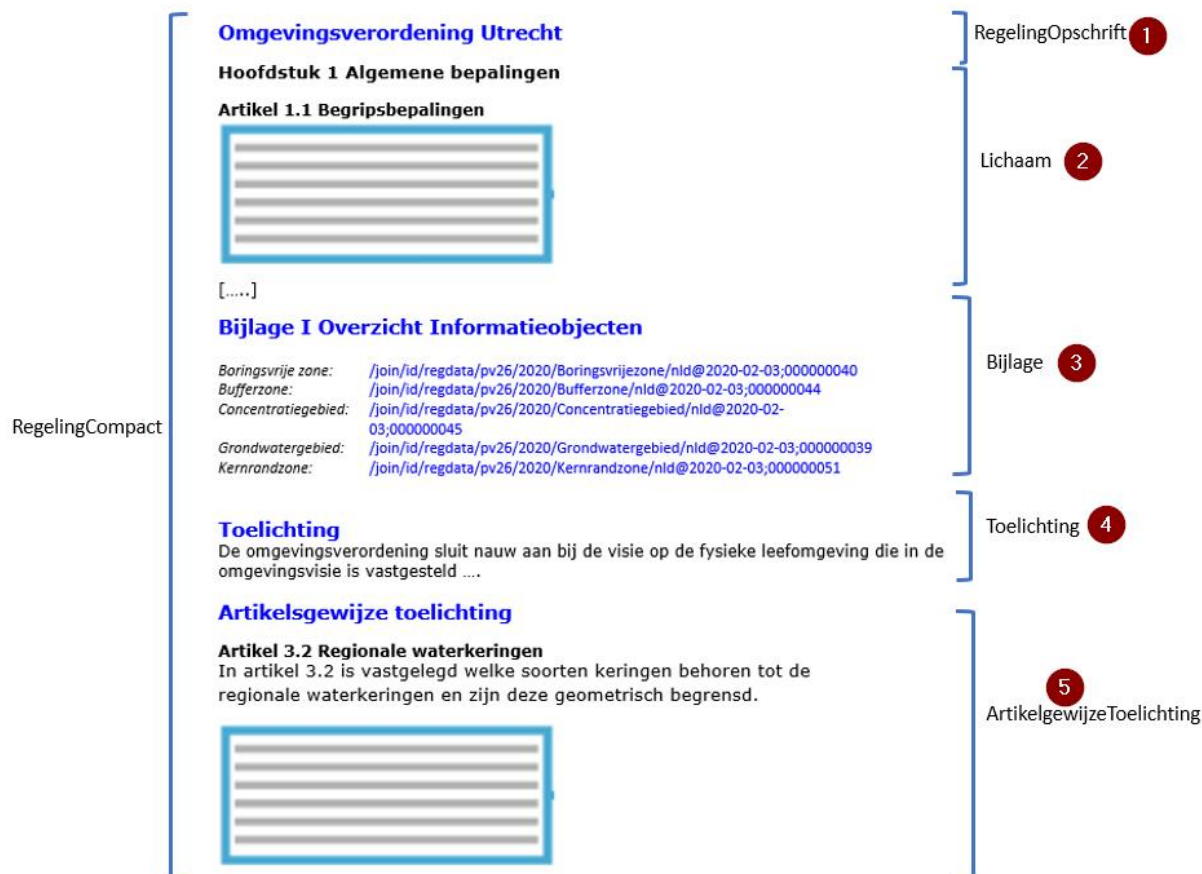 Omgevingsverordening Utrecht
RegelingOpschrift 1
Hoofdstuk 1 Algemene bepalingen
Artikel 1.1 Begripsbepalingen
Lichaam 2
[.....]
Bijlage I Overzicht Informatieobjecten
Bijlage 3
Boringsvrije zone: /join/id/regdata/pv26/2020/Boringsvrijezone/nld@2020-02-03;000000040
Bufferzone: /join/id/regdata/pv26/2020/Bufferzone/nld@2020-02-03;000000044
Concentratiegebied: /join/id/regdata/pv26/2020/Concentratiegebied/nld@2020-02-
03;000000045
RegelingCompact
Grondwatergebied: /join/id/regdata/pv26/2020/Grondwatergebied/nld@2020-02-03;000000039
Kernrandzone: /join/id/regdata/pv26/2020/Kernrandzone/nld@2020-02-03;000000051
Toelichting
Toelichting 4
De omgevingsverordening sluit nauw aan bij de visie op de fysieke leefomgeving die in de
omgevingsvisie is vastgesteld ....
Artikelsgewijze toelichting
Artikel 3.2 Regionale waterkeringen
In artikel 3.2 is vastgelegd welke soorten keringen behoren tot de
regionale waterkeringen en zijn deze geometrisch begrensd.
5
ArtikelgewijzeToelichting